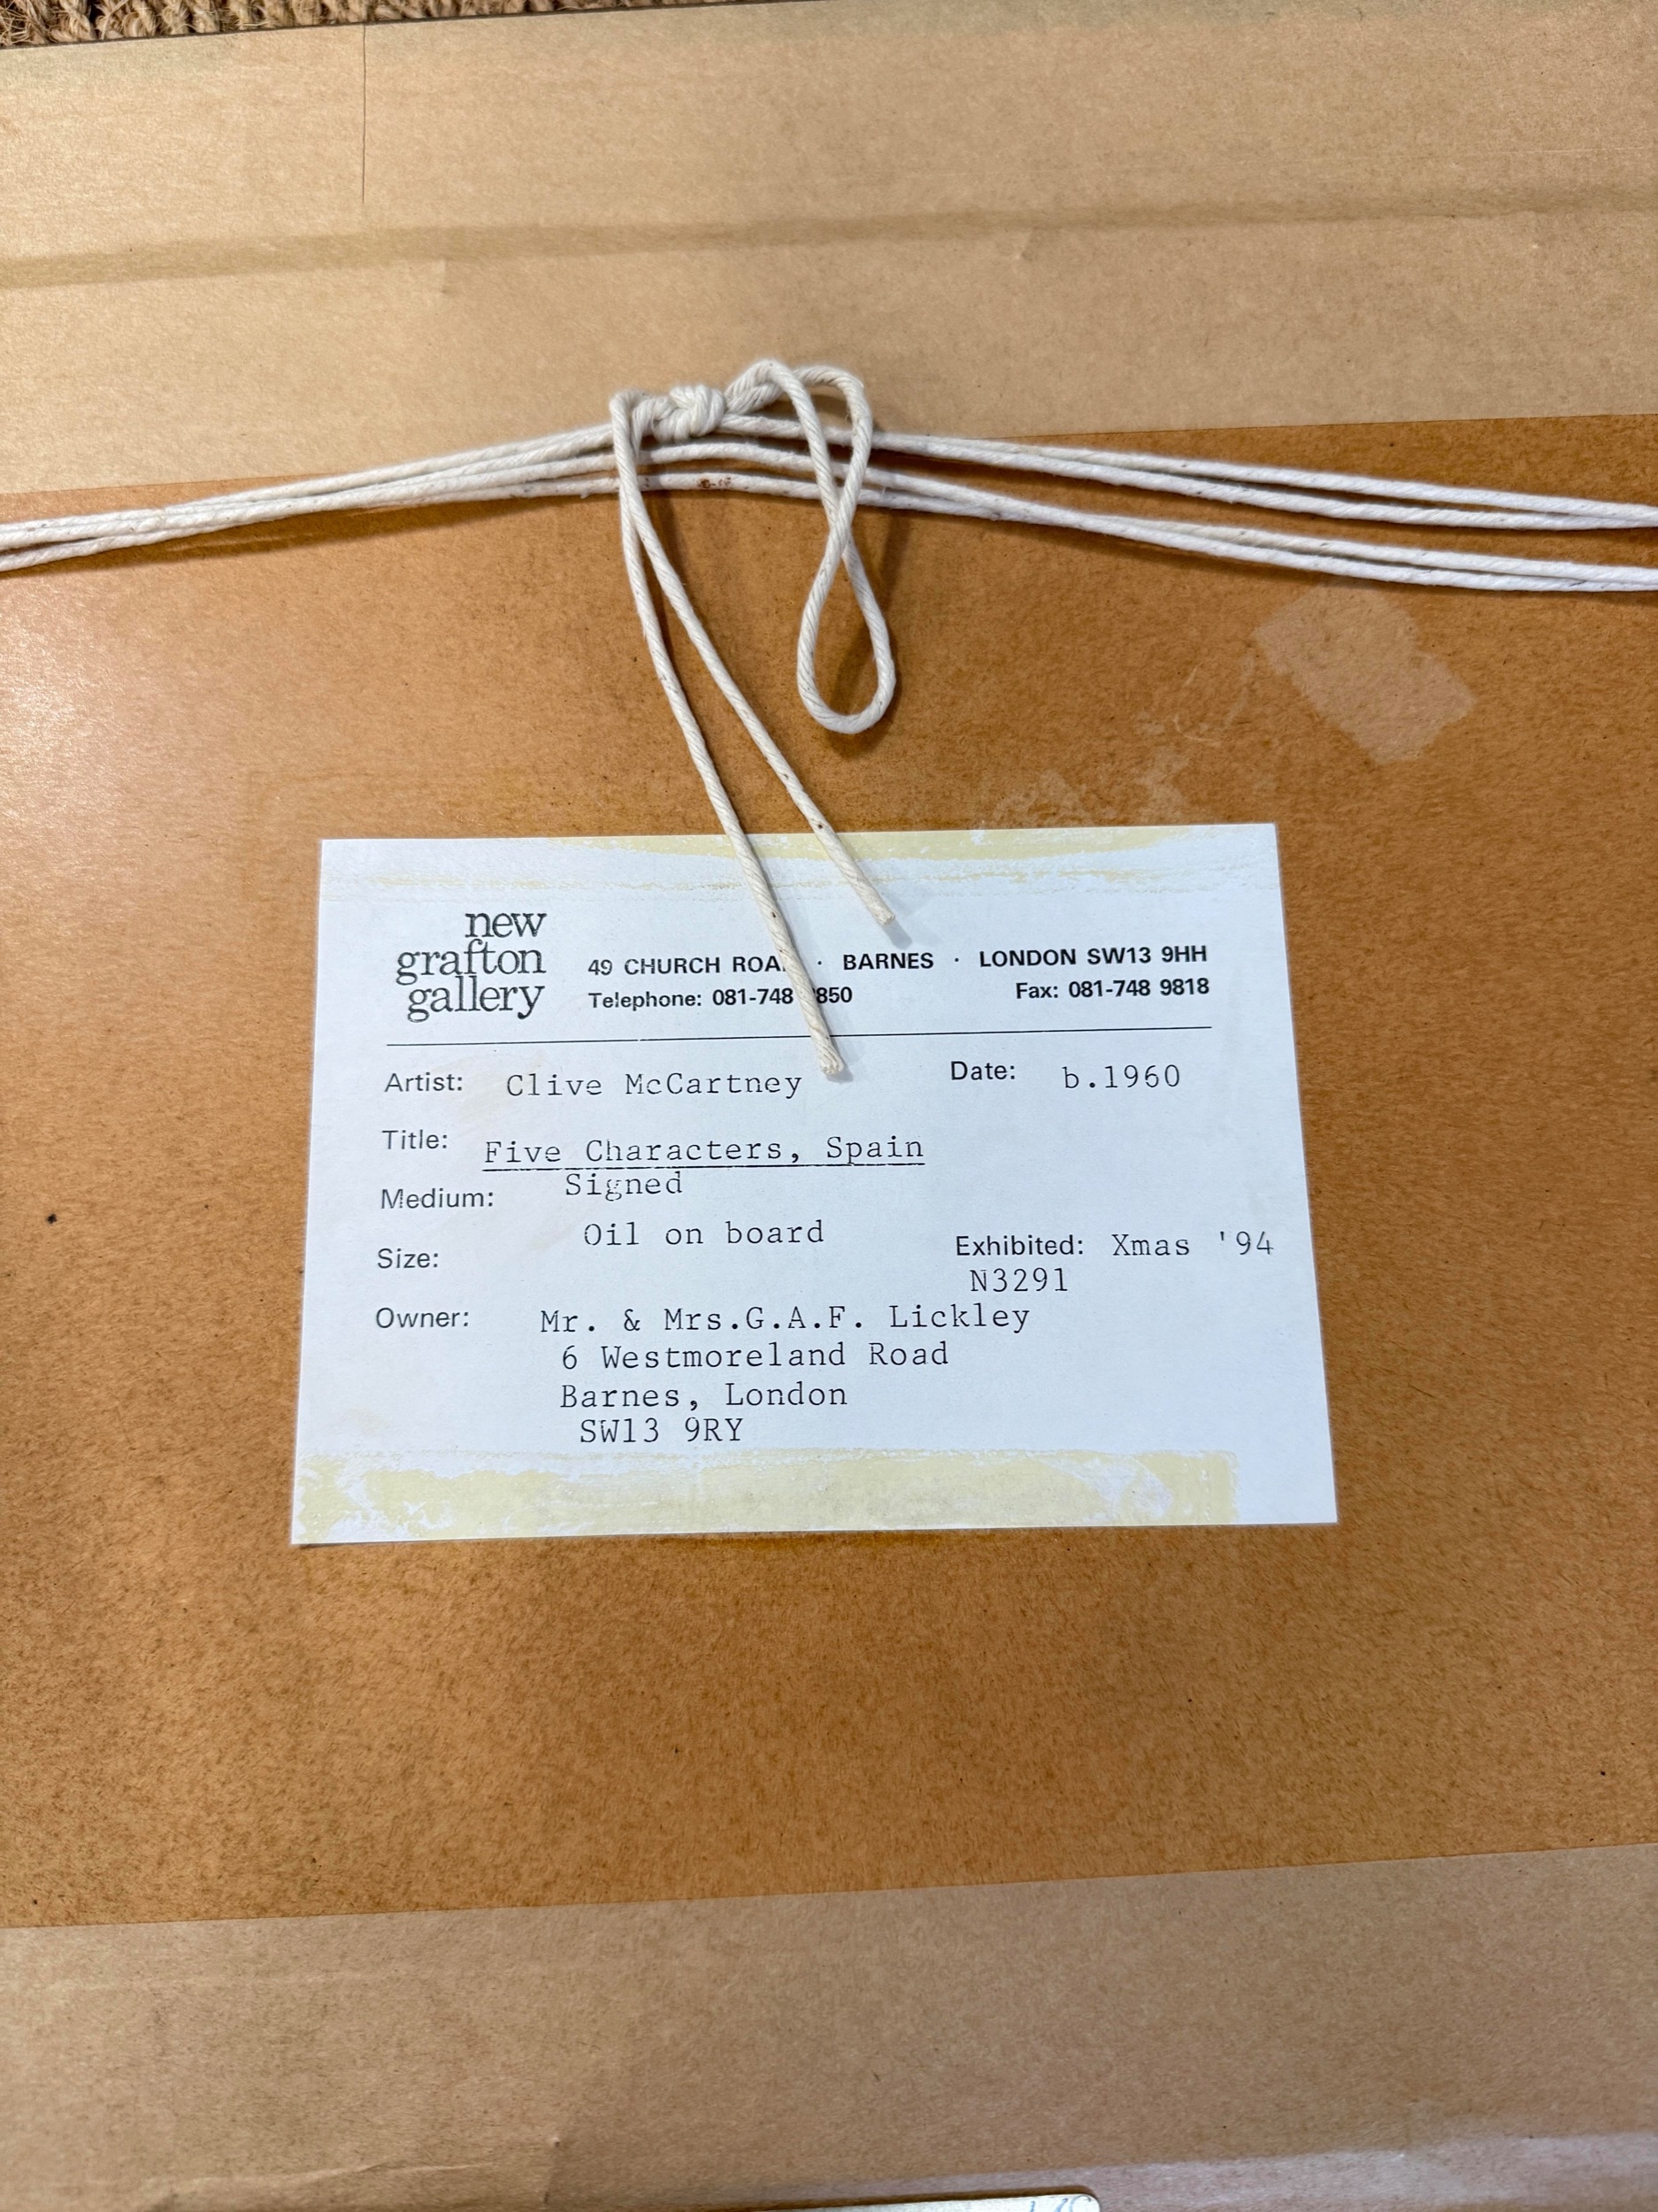 new
grafton
gallery
49 CHURCH · BARNES · LONDON SW13 9HH
Telephone: 081-748 Fax: 081-748 9818
Artist: Clive McCartney Date: b.1960
Title: Five Characters, Spain
Signed
Medium:
Oil on board
Size: Exhibited: Xmas '94
N3291
Owner: Mr. & Mrs.G.A.F. Lickley
6 Westmoreland Road
Barnes, London
SW13 9RY